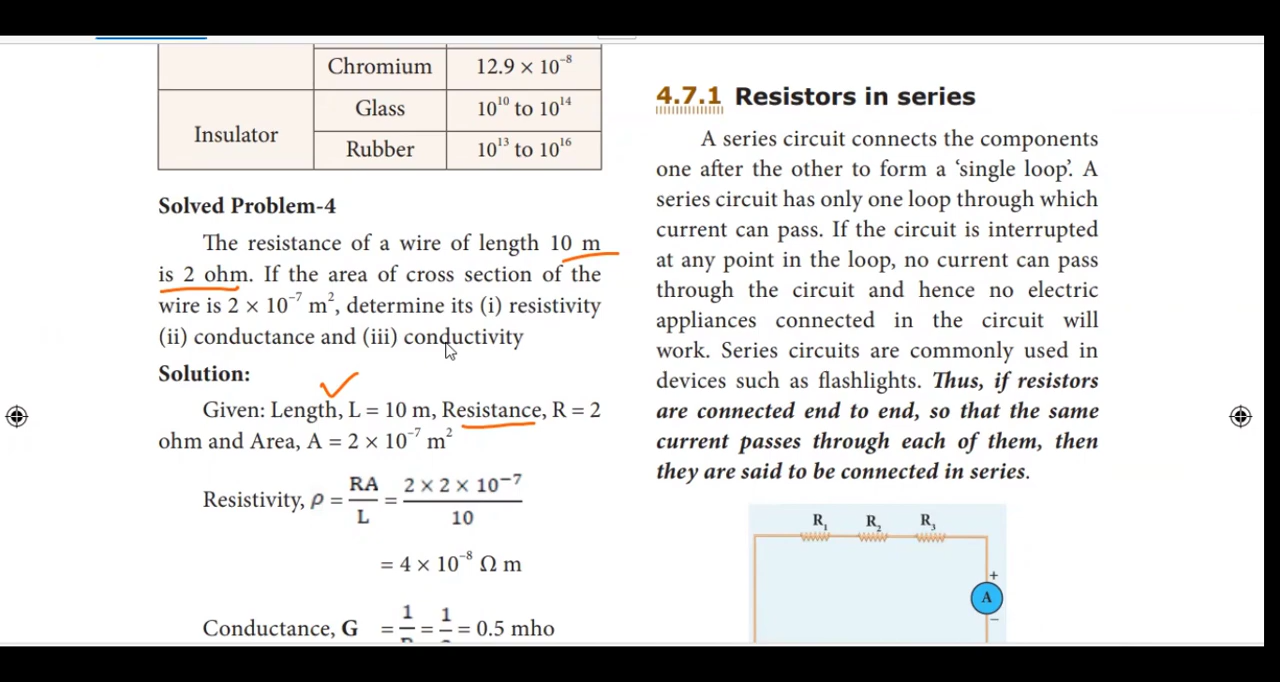 Chromium 12.9 × 10⁻⁸
Insulator
Glass 10¹⁰ to 10¹⁴
Rubber 10¹³ to 10¹⁶
Solved Problem-4
The resistance of a wire of length 10 m
is 2 ohm. If the area of cross section of the
wire is 2 × 10⁻⁷ m², determine its (i) resistivity
(ii) conductance and (iii) conductivity
Solution:
Given: Length, L = 10 m, Resistance, R = 2
ohm and Area, A = 2 × 10⁻⁷ m²
Resistivity, ρ = RA/L = 2 × 2 × 10⁻⁷/10
= 4 × 10⁻⁸ Ω m
Conductance, G = 1/R = 1/2 = 0.5 mho
4.7.1 Resistors in series
A series circuit connects the components
one after the other to form a ‘single loop’. A
series circuit has only one loop through which
current can pass. If the circuit is interrupted
at any point in the loop, no current can pass
through the circuit and hence no electric
appliances connected in the circuit will
work. Series circuits are commonly used in
devices such as flashlights. Thus, if resistors
are connected end to end, so that the same
current passes through each of them, then
they are said to be connected in series.
R₁ R₂ R₃
+
A
−